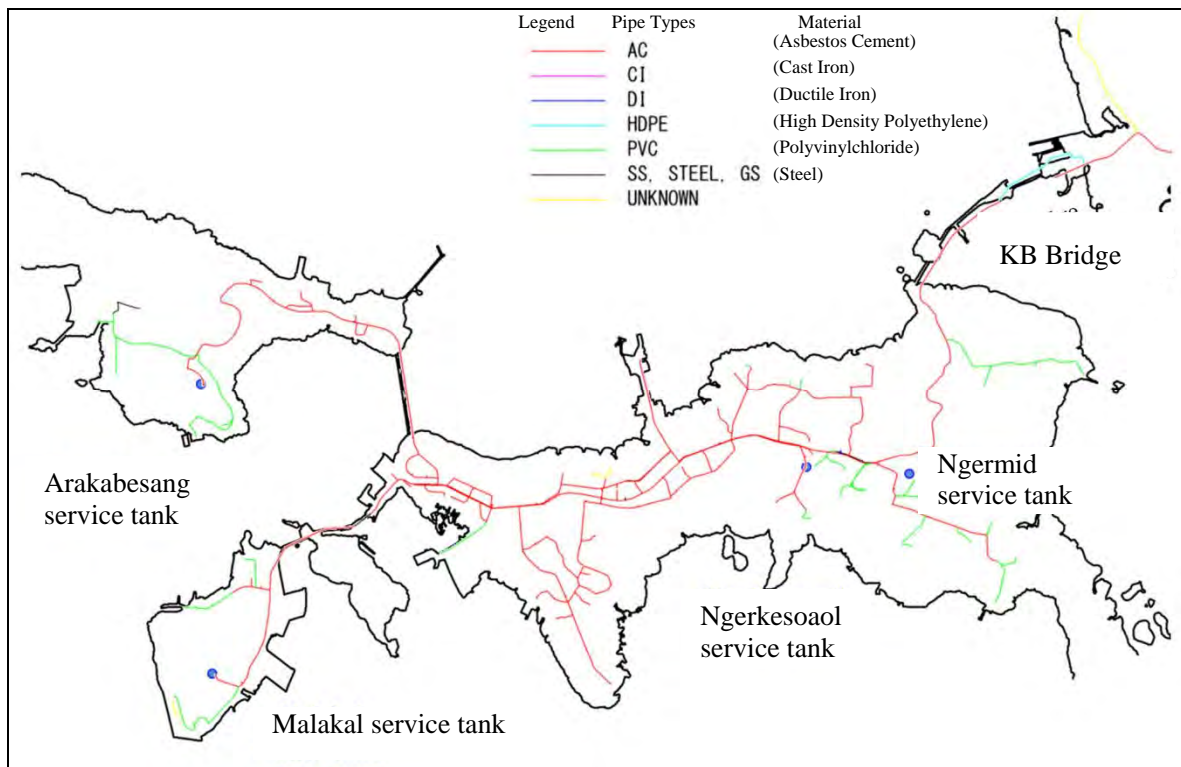 Legend Pipe Types Material
AC (Asbestos Cement)
CI (Cast Iron)
DI (Ductile Iron)
HDPE (High Density Polyethylene)
PVC (Polyvinylchloride)
SS, STEEL, GS (Steel)
UNKNOWN
KB Bridge
Arakabesang
service tank
Ngermid
service tank
Ngerkesoaol
service tank
Malakal service tank